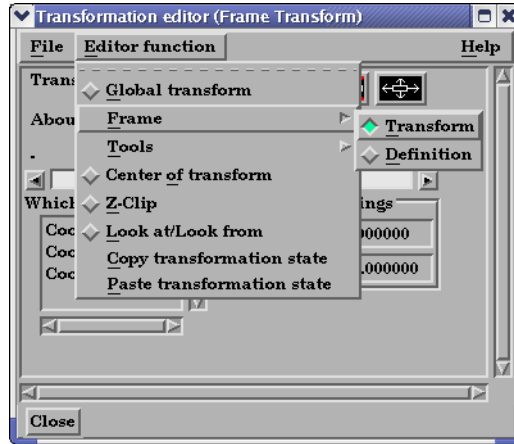 Transformation editor (Frame Transform)
File Editor function Help
Trans
Global transform
Abou
Frame
Transform
Tools
Definition
Center of transform
Which
Z-Clip
ings
Coo
Look at/Look from
000000
Coo
Copy transformation state
.000000
Coo
Paste transformation state
Close